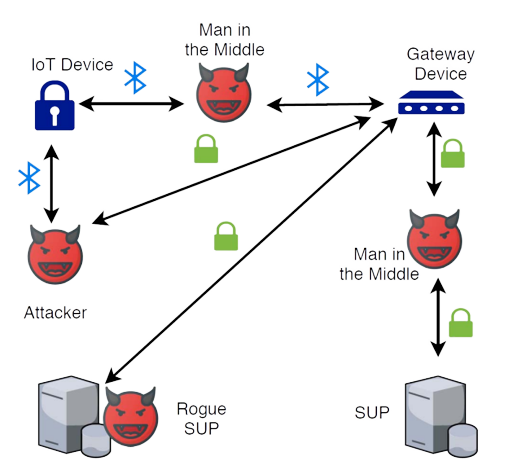 Man in
the Middle
IoT Device
Gateway
Device
Man in
the Middle
Attacker
Rogue
SUP
SUP